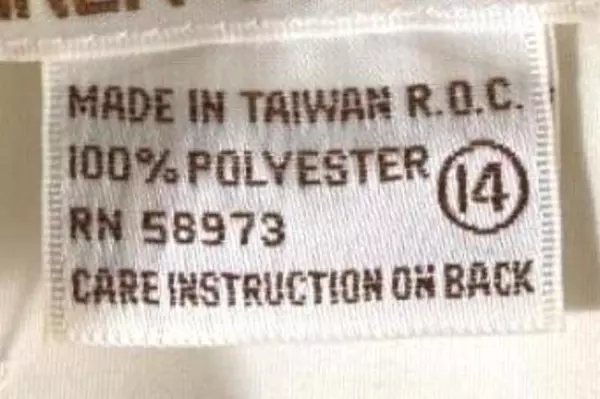 MADE IN TAIWAN R.O.C.
100% POLYESTER 14
RN 58973
CARE INSTRUCTION ON BACK